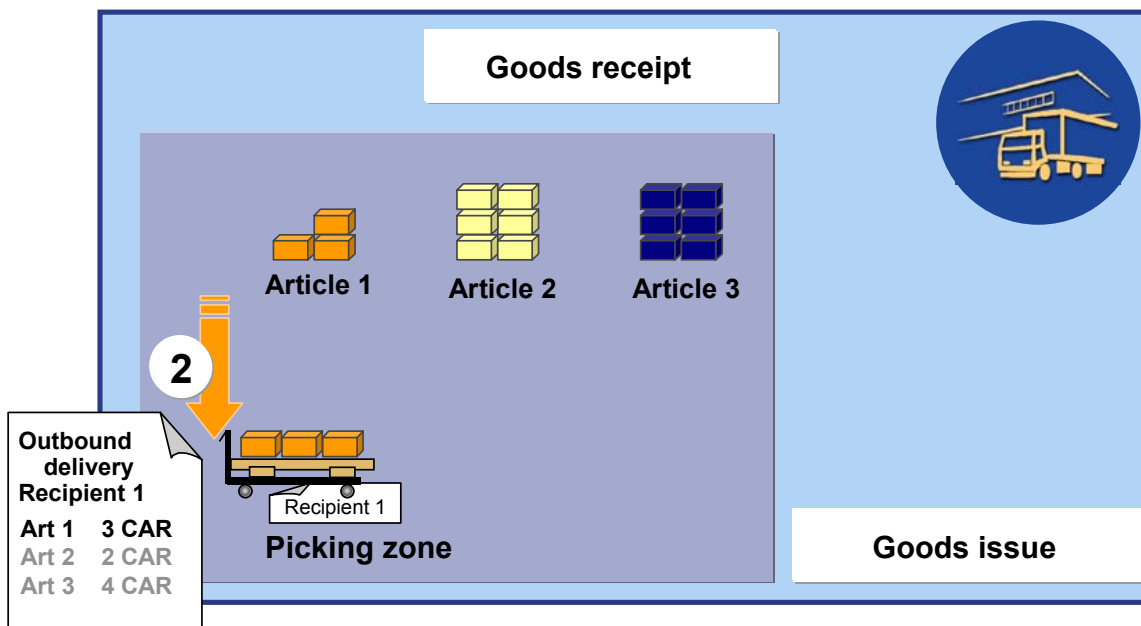 Goods receipt
Article 1
Article 2
Article 3
2
Outbound
delivery
Recipient 1
Art 1 3 CAR
Art 2 2 CAR
Art 3 4 CAR
Recipient 1
Picking zone
Goods issue